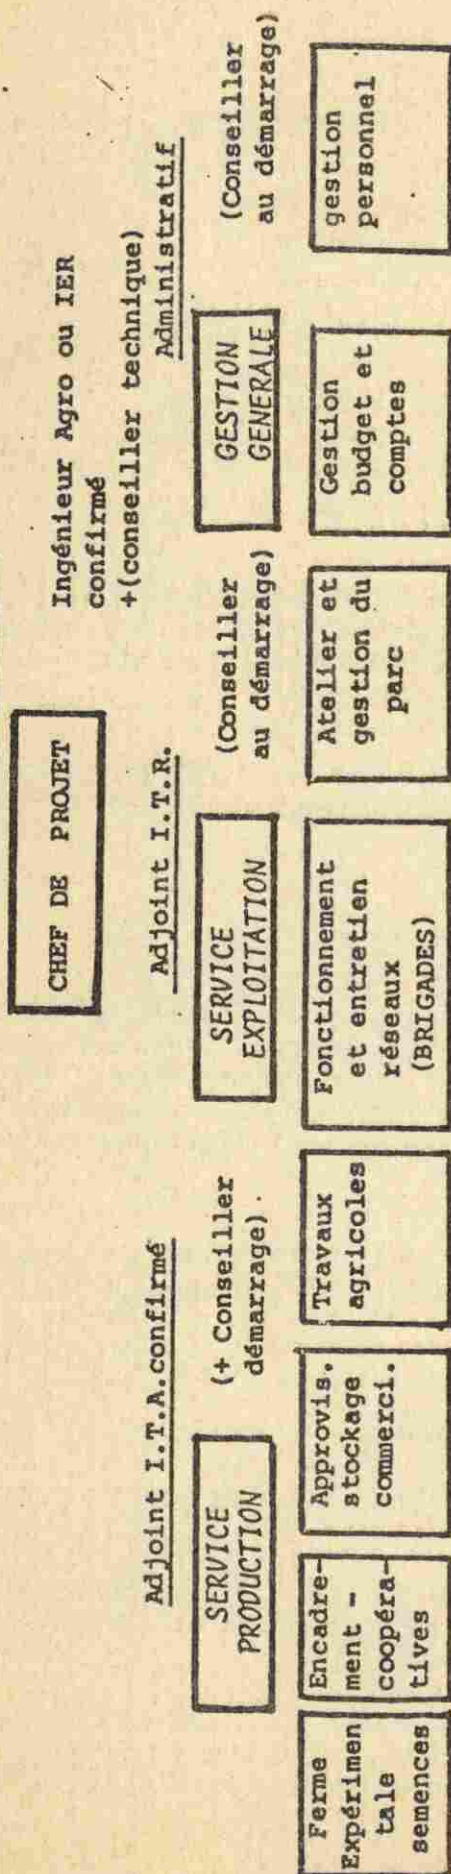 CHEF DE PROJET
Ingénieur Agro ou IER
confirmé
+(conseiller technique)
Adjoint I.T.A.confirmé
Adjoint I.T.R.
Administratif
SERVICE
PRODUCTION
(+ Conseiller
démarrage).
SERVICE
EXPLOITATION
(Conseiller
au démarrage)
GESTION
GENERALE
(Conseiller
au démarrage)
Ferme
Expérimen
tale
semences
Encadre-
ment -
coopéra-
tives
Approvis.
stockage
commerci.
Travaux
agricoles
Fonctionnement
et entretien
réseaux
(BRIGADES)
Atelier et
gestion du
parc
Gestion
budget et
comptes
gestion
personnel